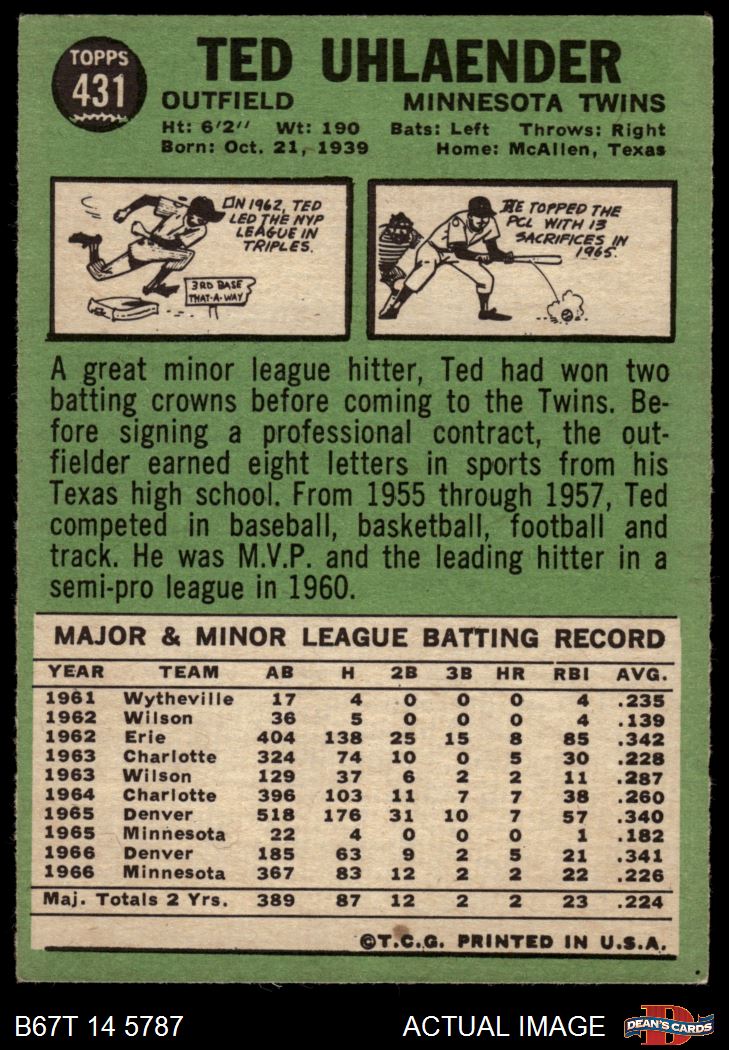 TOPPS
431
TED UHLAENDER
OUTFIELD MINNESOTA TWINS
Ht: 6'2'' Wt: 190 Bats: Left Throws: Right
Born: Oct. 21, 1939 Home: McAllen, Texas
IN 1962, TED
LED THE NYP
LEAGUE IN
TRIPLES.
3RD BASE
THAT-A-WAY
HE TOPPED THE
PCL WITH 13
SACRIFICES IN
1965.
A great minor league hitter, Ted had won two
batting crowns before coming to the Twins. Be-
fore signing a professional contract, the out-
fielder earned eight letters in sports from his
Texas high school. From 1955 through 1957, Ted
competed in baseball, basketball, football and
track. He was M.V.P. and the leading hitter in a
semi-pro league in 1960.
MAJOR & MINOR LEAGUE BATTING RECORD
YEAR TEAM AB H 2B 3B HR RBI AVG.
1961 Wytheville 17 4 0 0 0 4 .235
1962 Wilson 36 5 0 0 0 4 .139
1962 Erie 404 138 25 15 8 85 .342
1963 Charlotte 324 74 10 0 5 30 .228
1963 Wilson 129 37 6 2 2 11 .287
1964 Charlotte 396 103 11 7 7 38 .260
1965 Denver 518 176 31 10 7 57 .340
1965 Minnesota 22 4 0 0 0 1 .182
1966 Denver 185 63 9 2 5 21 .341
1966 Minnesota 367 83 12 2 2 22 .226
Maj. Totals 2 Yrs. 389 87 12 2 2 23 .224
©T.C.G. PRINTED IN U.S.A.
B67T 14 5787 ACTUAL IMAGE
DEAN'S CARDS